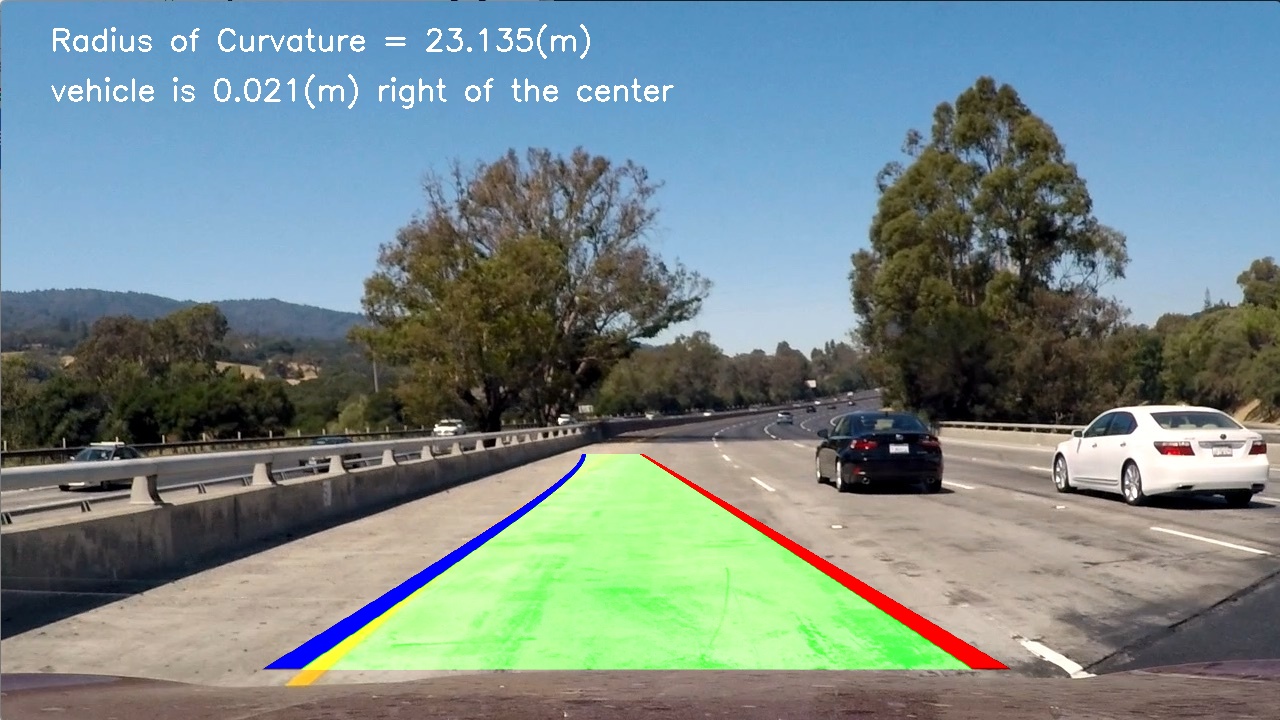 Radius of Curvature = 23.135(m)
vehicle is 0.021(m) right of the center